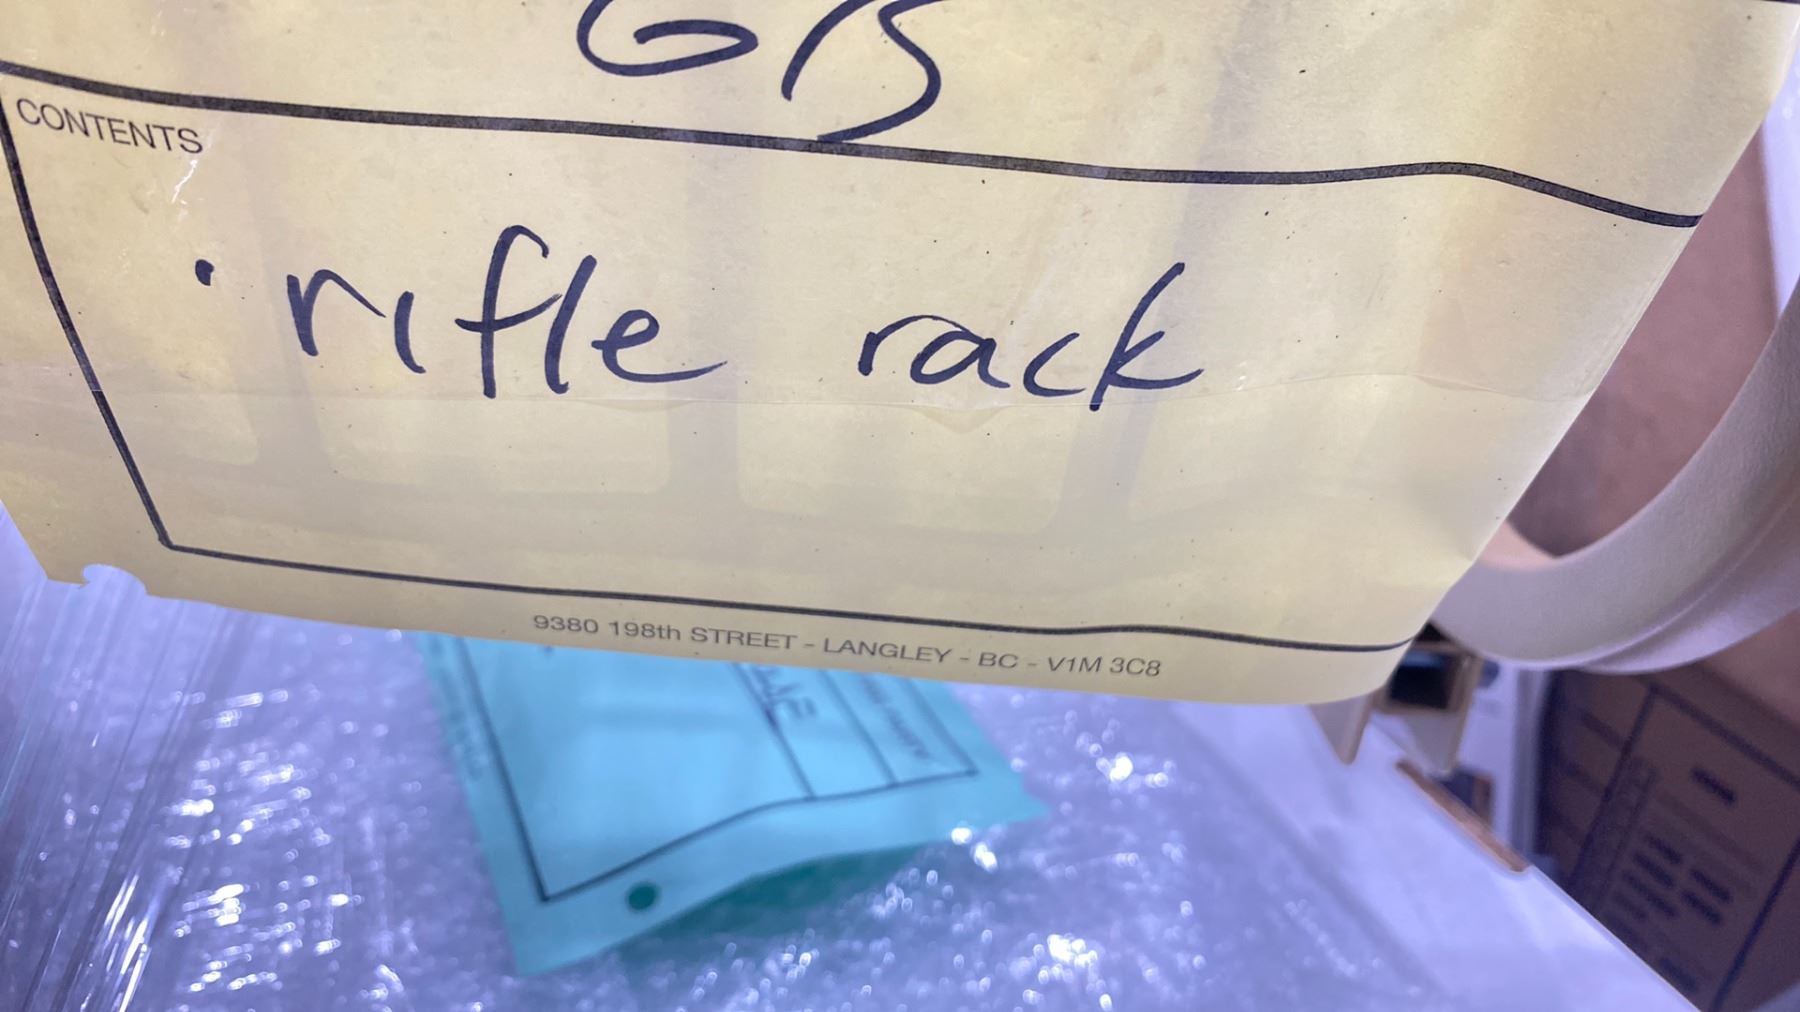 CONTENTS
· rifle rack
9380 198th STREET - LANGLEY - BC - V1M 3C8